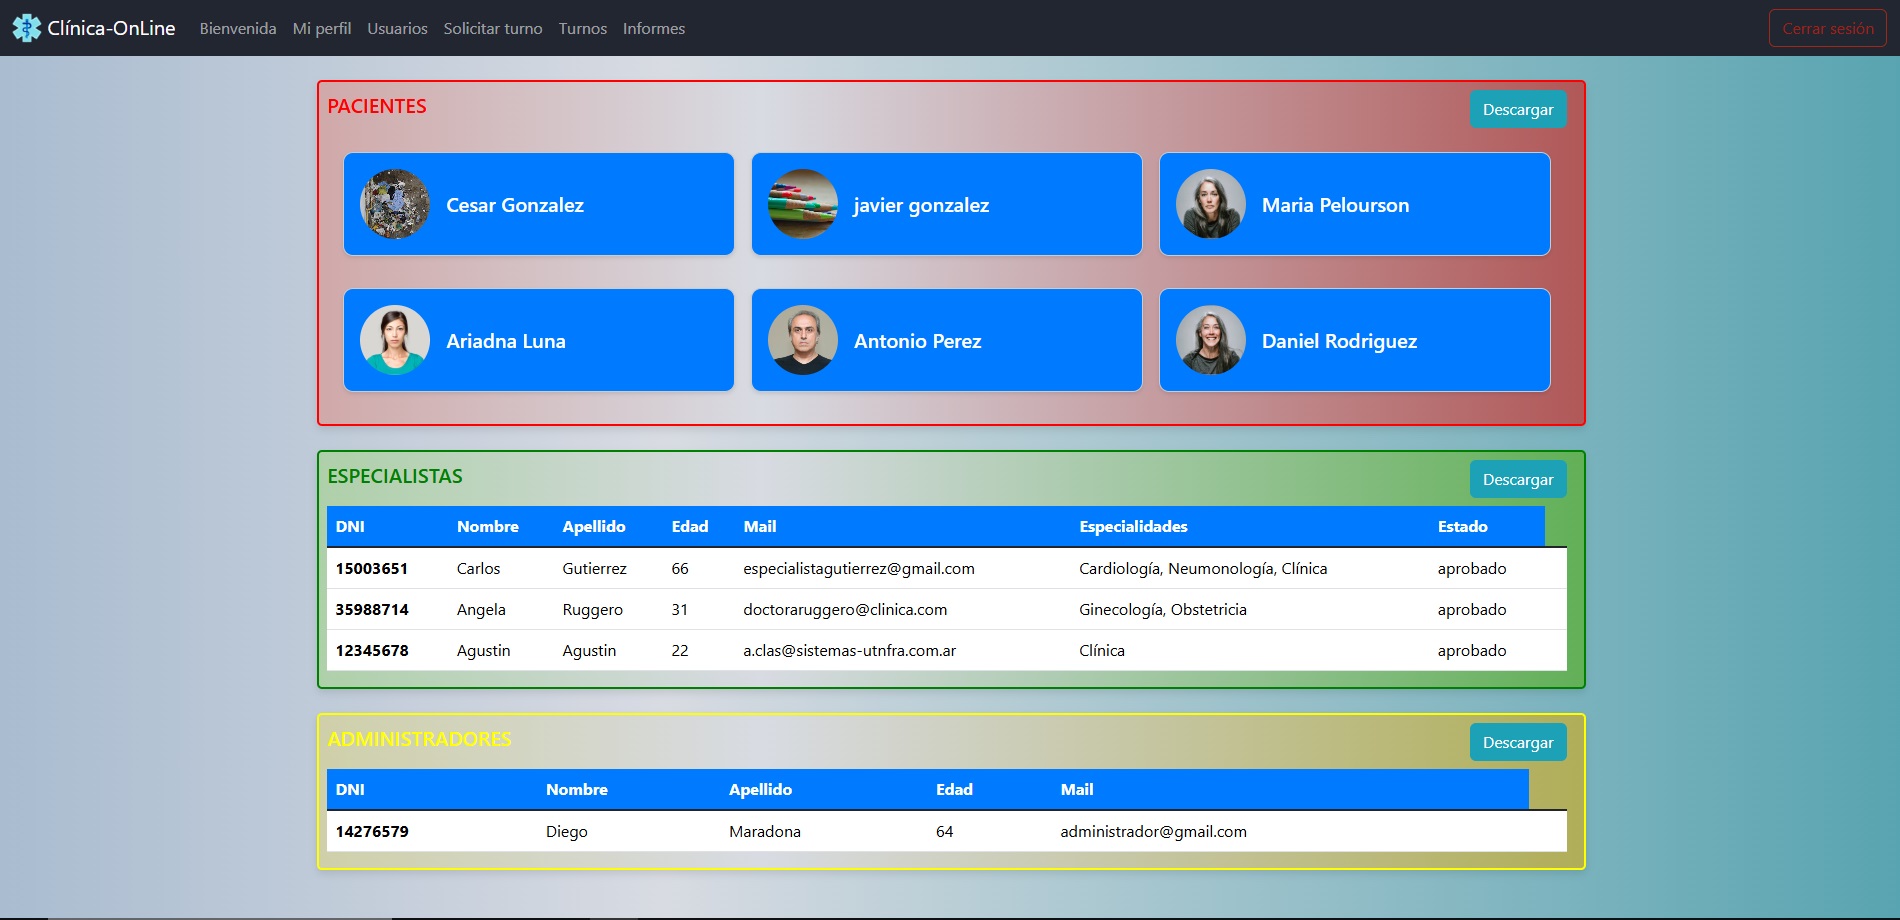 Clínica-OnLine Bienvenida Mi perfil Usuarios Solicitar turno Turnos Informes Cerrar sesión
PACIENTES Descargar
Cesar Gonzalez javier gonzalez Maria Pelourson
Ariadna Luna Antonio Perez Daniel Rodriguez
ESPECIALISTAS Descargar
DNI Nombre Apellido Edad Mail Especialidades Estado
15003651 Carlos Gutierrez 66 especialistagutierrez@gmail.com Cardiología, Neumonología, Clínica aprobado
35988714 Angela Ruggero 31 doctoraruggero@clinica.com Ginecología, Obstetricia aprobado
12345678 Agustin Agustin 22 a.clas@sistemas-utnfra.com.ar Clínica aprobado
ADMINISTRADORES Descargar
DNI Nombre Apellido Edad Mail
14276579 Diego Maradona 64 administrador@gmail.com